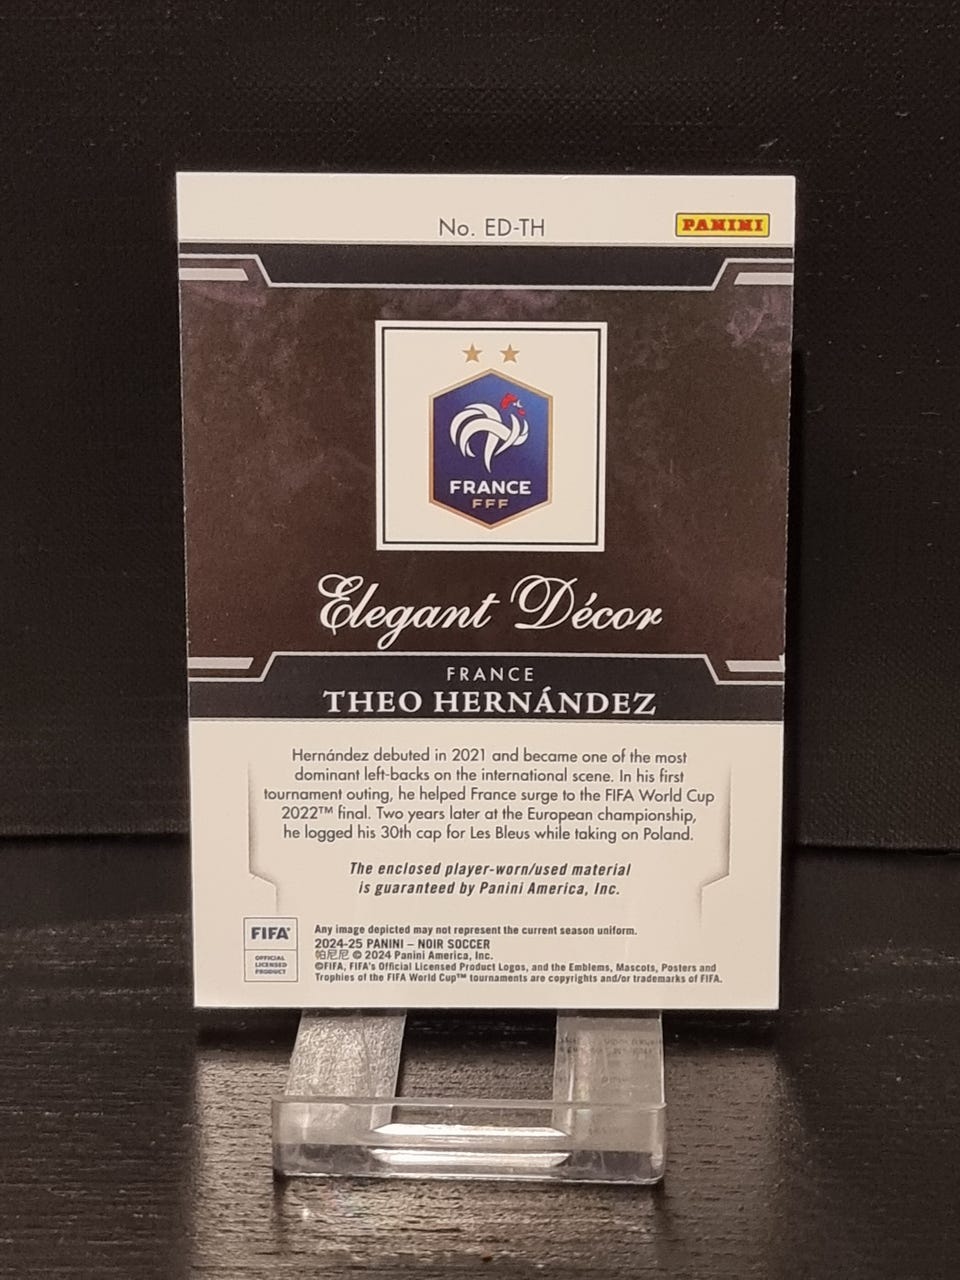 No. ED-TH
PANINI
FRANCE
FFF
Elegant Décor
FRANCE
THEO HERNÁNDEZ
Hernández debuted in 2021 and became one of the most
dominant left-backs on the international scene. In his first
tournament outing, he helped France surge to the FIFA World Cup
2022™ final. Two years later at the European championship,
he logged his 30th cap for Les Bleus while taking on Poland.
The enclosed player-worn/used material
is guaranteed by Panini America, Inc.
FIFA®
OFFICIAL
LICENSED
PRODUCT
Any image depicted may not represent the current season uniform.
2024-25 PANINI – NOIR SOCCER
帕尼尼 © 2024 Panini America, Inc.
©FIFA, FIFA's Official Licensed Product Logos, and the Emblems, Mascots, Posters and
Trophies of the FIFA World Cup™ tournaments are copyrights and/or trademarks of FIFA.